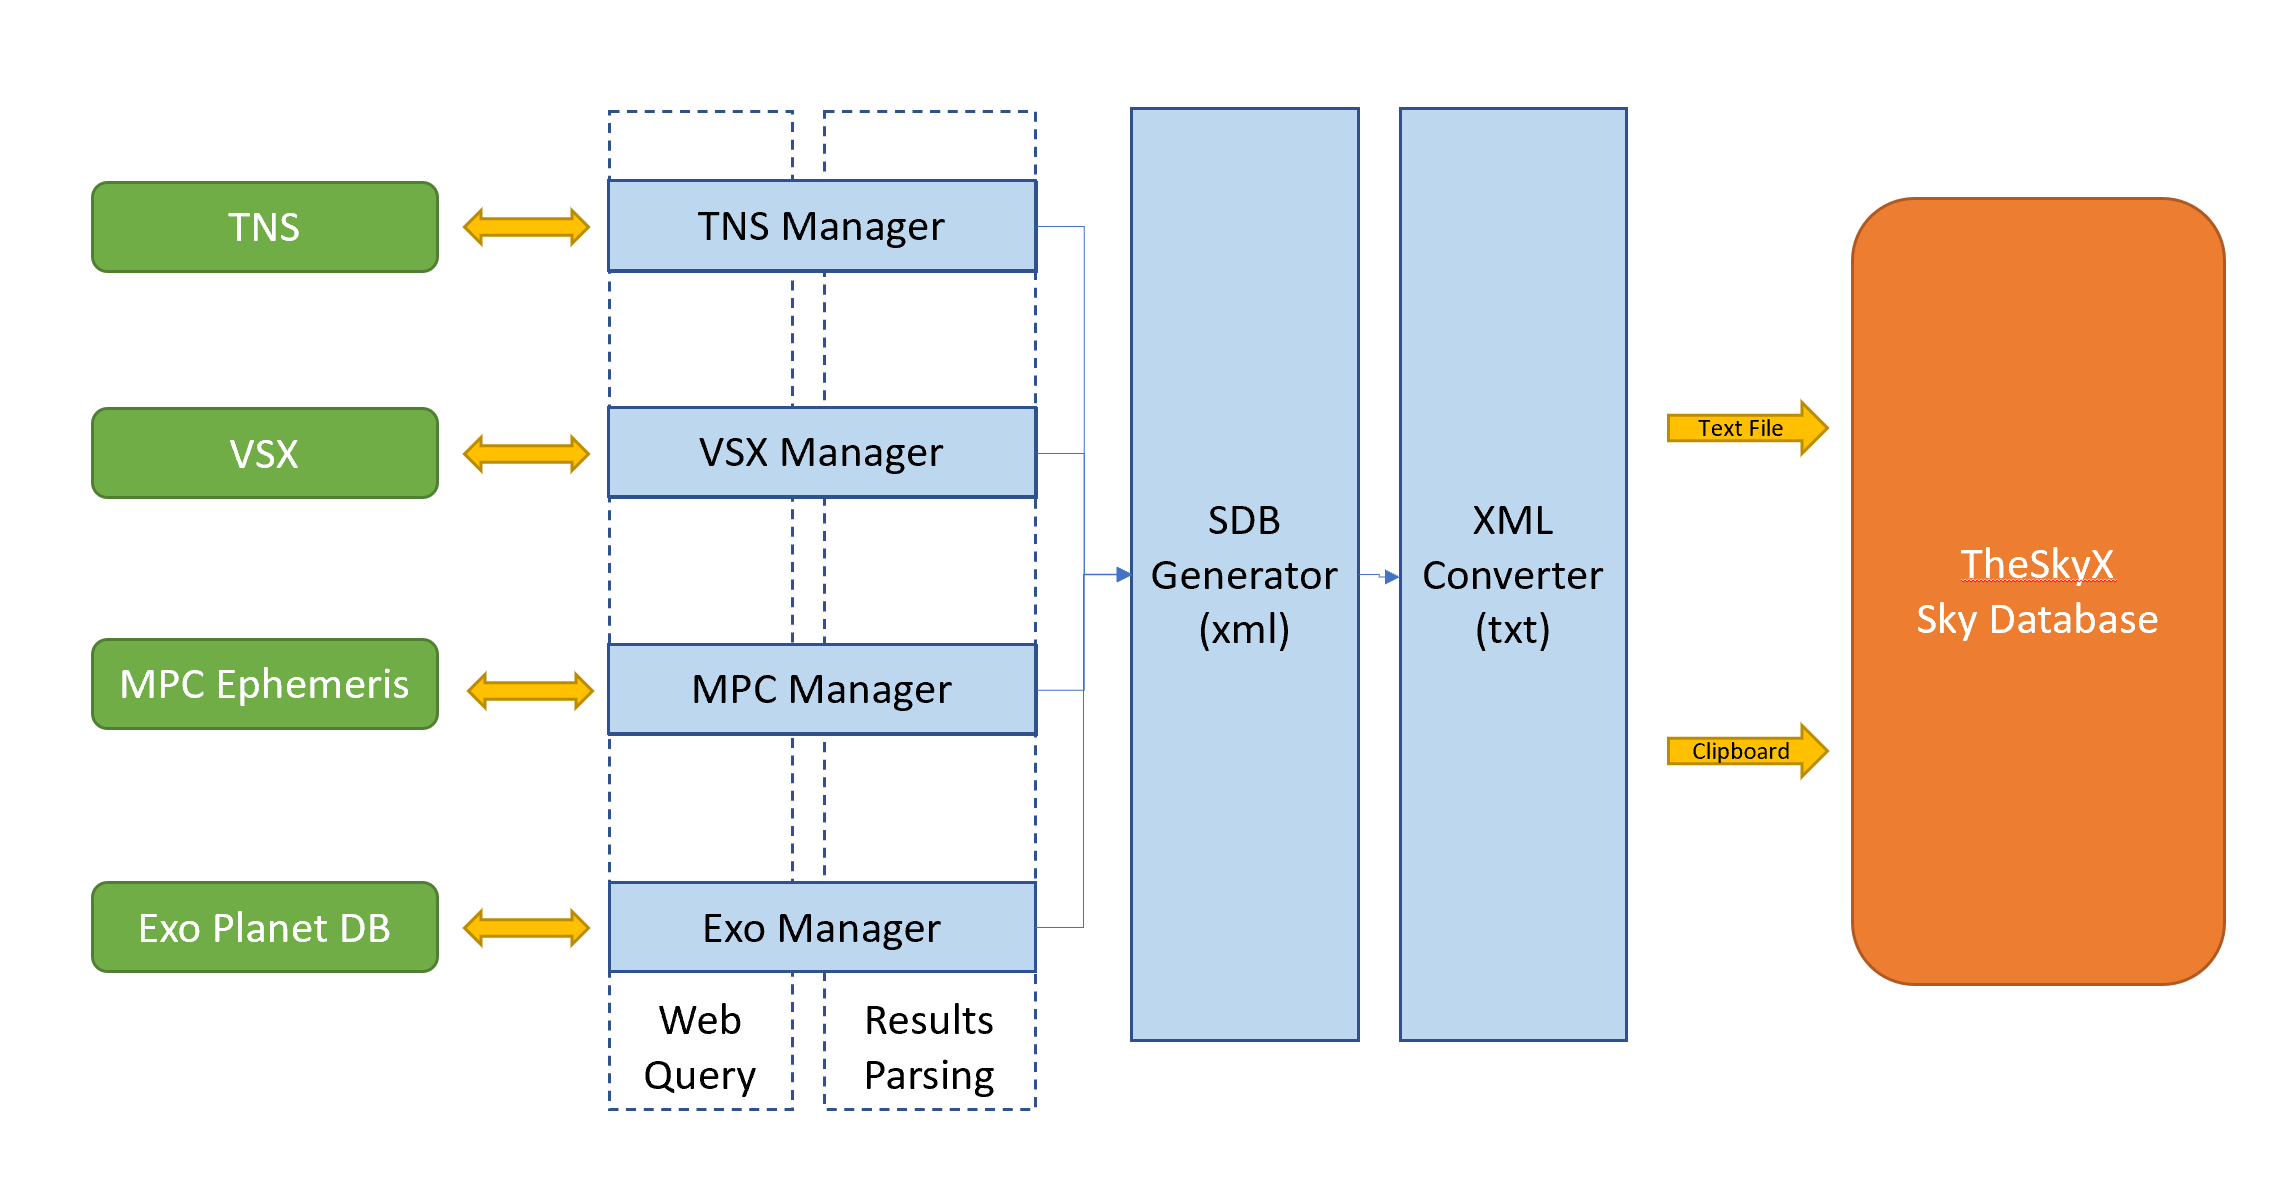 TNS
TNS Manager
VSX
VSX Manager
MPC Ephemeris
MPC Manager
Exo Planet DB
Exo Manager
Web
Query
Results
Parsing
SDB
Generator
(xml)
XML
Converter
(txt)
Text File
Clipboard
TheSkyX
Sky Database